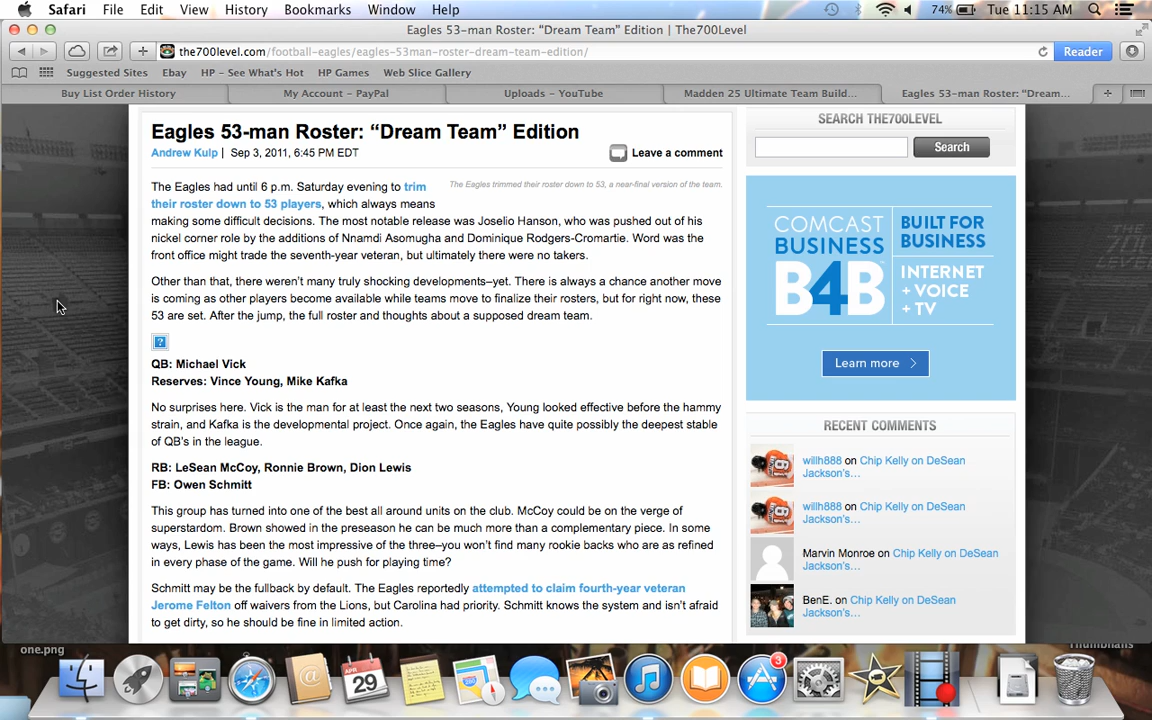 Safari File Edit View History Bookmarks Window Help 74% Tue 11:15 AM
Eagles 53-man Roster: “Dream Team” Edition | The700Level
the700level.com/football-eagles/eagles-53man-roster-dream-team-edition/ Reader
Suggested Sites Ebay HP - See What's Hot HP Games Web Slice Gallery
Buy List Order History My Account - PayPal Uploads - YouTube Madden 25 Ultimate Team Build... Eagles 53-man Roster: “Dream...
Eagles 53-man Roster: “Dream Team” Edition
Andrew Kulp | Sep 3, 2011, 6:45 PM EDT Leave a comment
The Eagles trimmed their roster down to 53, a near-final version of the team.
The Eagles had until 6 p.m. Saturday evening to trim
their roster down to 53 players, which always means
making some difficult decisions. The most notable release was Joselio Hanson, who was pushed out of his
nickel corner role by the additions of Nnamdi Asomugha and Dominique Rodgers-Cromartie. Word was the
front office might trade the seventh-year veteran, but ultimately there were no takers.
Other than that, there weren't many truly shocking developments–yet. There is always a chance another move
is coming as other players become available while teams move to finalize their rosters, but for right now, these
53 are set. After the jump, the full roster and thoughts about a supposed dream team.
?
QB: Michael Vick
Reserves: Vince Young, Mike Kafka
No surprises here. Vick is the man for at least the next two seasons, Young looked effective before the hammy
strain, and Kafka is the developmental project. Once again, the Eagles have quite possibly the deepest stable
of QB's in the league.
RB: LeSean McCoy, Ronnie Brown, Dion Lewis
FB: Owen Schmitt
This group has turned into one of the best all around units on the club. McCoy could be on the verge of
superstardom. Brown showed in the preseason he can be much more than a complementary piece. In some
ways, Lewis has been the most impressive of the three–you won't find many rookie backs who are as refined
in every phase of the game. Will he push for playing time?
Schmitt may be the fullback by default. The Eagles reportedly attempted to claim fourth-year veteran
Jerome Felton off waivers from the Lions, but Carolina had priority. Schmitt knows the system and isn't afraid
to get dirty, so he should be fine in limited action.
SEARCH THE700LEVEL
Search
COMCAST
BUSINESS
B4B
BUILT FOR
BUSINESS
INTERNET
+ VOICE
+ TV
Learn more
RECENT COMMENTS
willh888 on Chip Kelly on DeSean
Jackson's…
willh888 on Chip Kelly on DeSean
Jackson's…
Marvin Monroe on Chip Kelly on DeSean
Jackson's…
BenE. on Chip Kelly on DeSean
Jackson's…
one.png
Thumbnails
APR
29
3